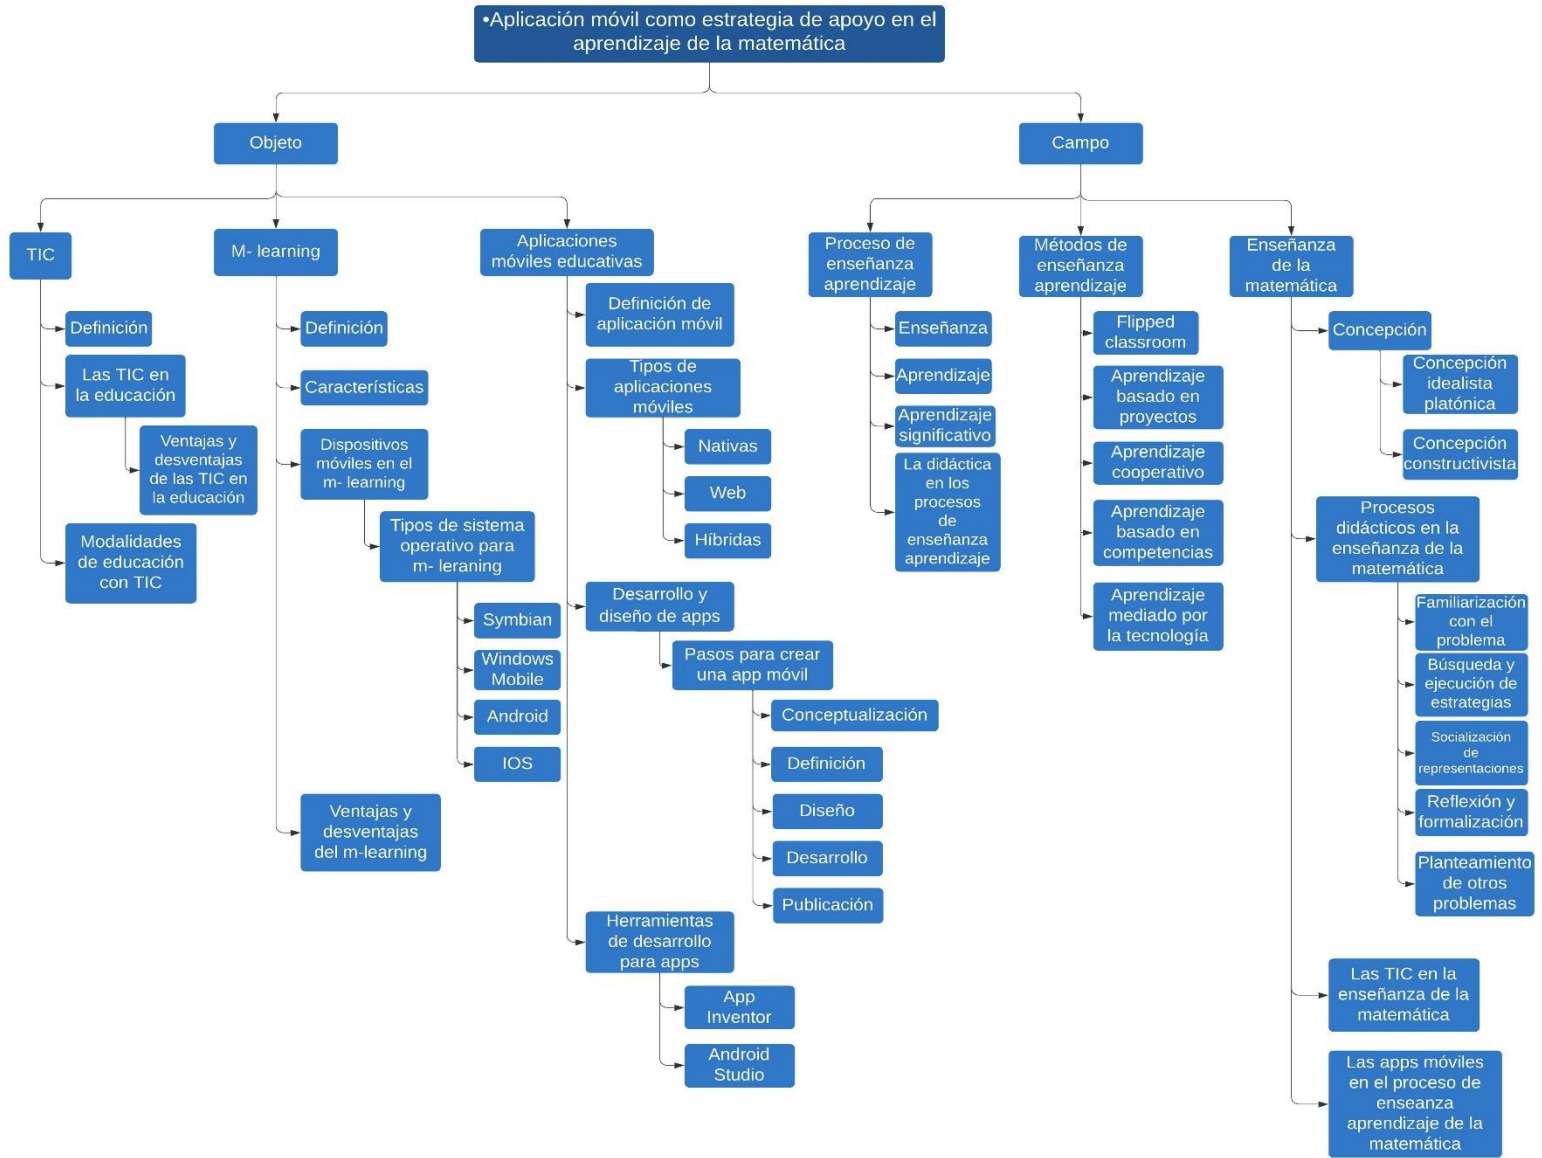 •Aplicación móvil como estrategia de apoyo en el
aprendizaje de la matemática
Objeto
Campo
TIC
Definición
Las TIC en
la educación
Ventajas y
desventajas
de las TIC en
la educación
Modalidades
de educación
con TIC
M- learning
Definición
Características
Dispositivos
móviles en el
m- learning
Tipos de sistema
operativo para
m- leraning
Symbian
Windows
Mobile
Android
IOS
Ventajas y
desventajas
del m-learning
Aplicaciones
móviles educativas
Definición de
aplicación móvil
Tipos de
aplicaciones
móviles
Nativas
Web
Híbridas
Desarrollo y
diseño de apps
Pasos para crear
una app móvil
Conceptualización
Definición
Diseño
Desarrollo
Publicación
Herramientas
de desarrollo
para apps
App
Inventor
Android
Studio
Proceso de
enseñanza
aprendizaje
Enseñanza
Aprendizaje
Aprendizaje
significativo
La didáctica
en los
procesos
de
enseñanza
aprendizaje
Métodos de
enseñanza
aprendizaje
Flipped
classroom
Aprendizaje
basado en
proyectos
Aprendizaje
cooperativo
Aprendizaje
basado en
competencias
Aprendizaje
mediado por
la tecnología
Enseñanza
de la
matemática
Concepción
Concepción
idealista
platónica
Concepción
constructivista
Procesos
didácticos en la
enseñanza de la
matemática
Familiarización
con el
problema
Búsqueda y
ejecución de
estrategias
Socialización
de
representaciones
Reflexión y
formalización
Planteamiento
de otros
problemas
Las TIC en la
enseñanza de la
matemática
Las apps móviles
en el proceso de
enseanza
aprendizaje de la
matemática